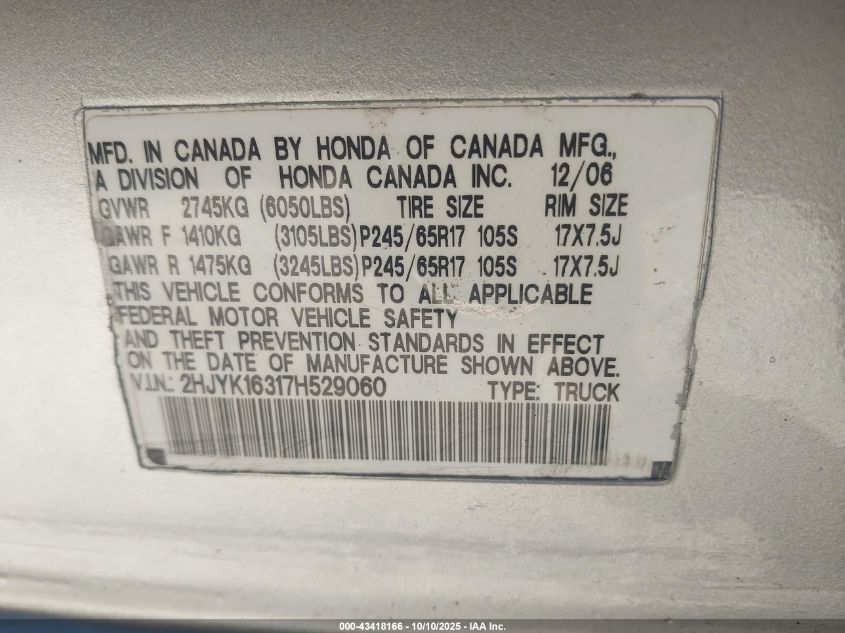 MFD. IN CANADA BY HONDA OF CANADA MFG.,
A DIVISION OF HONDA CANADA INC. 12/06
GVWR 2745KG (6050LBS) TIRE SIZE RIM SIZE
GAWR F 1410KG (3105LBS) P245/65R17 105S 17X7.5J
GAWR R 1475KG (3245LBS) P245/65R17 105S 17X7.5J
THIS VEHICLE CONFORMS TO ALL APPLICABLE
FEDERAL MOTOR VEHICLE SAFETY
AND THEFT PREVENTION STANDARDS IN EFFECT
ON THE DATE OF MANUFACTURE SHOWN ABOVE.
V.I.N.: 2HJYK16317H529060 TYPE: TRUCK
000-43418166 - 10/10/2025 - IAA Inc.